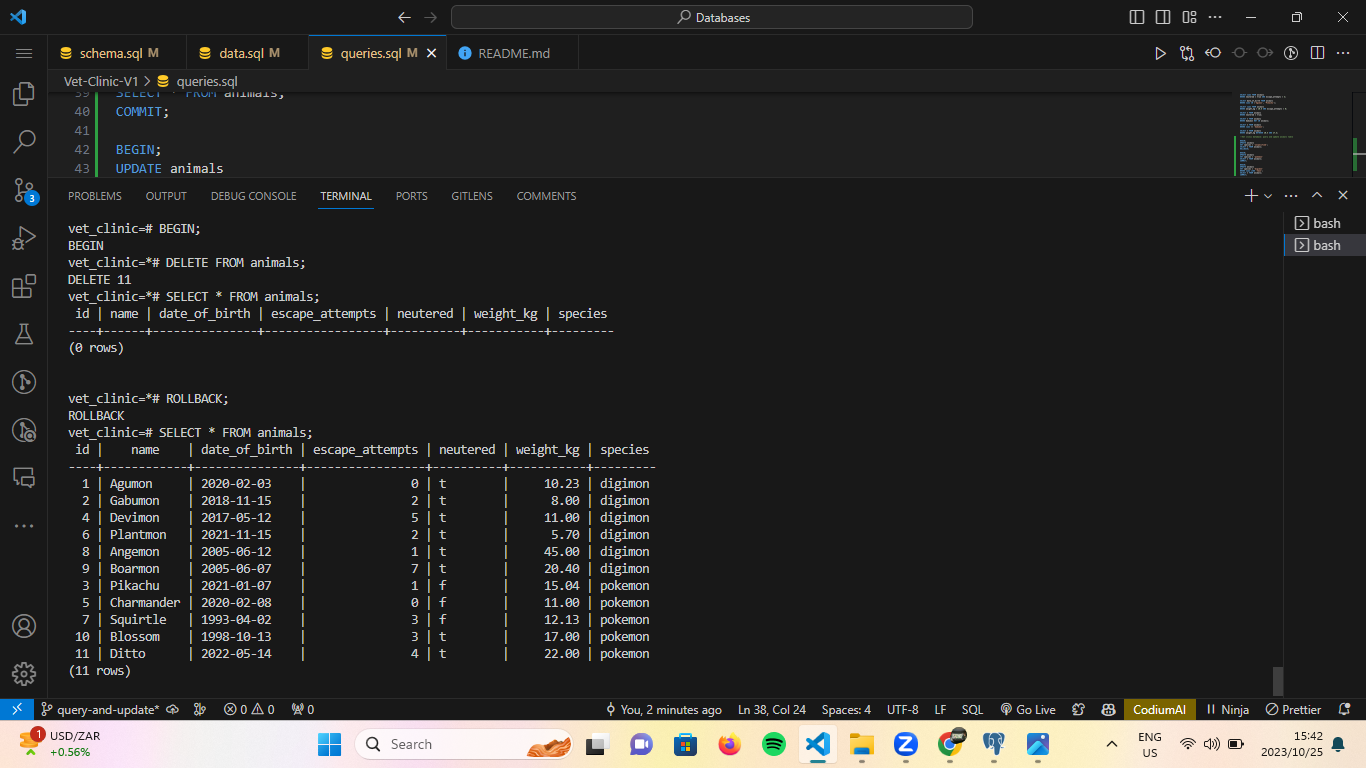 Databases
schema.sql M
data.sql M
queries.sql M
README.md
Vet-Clinic-V1 > queries.sql
39 SELECT * FROM animals;
40 COMMIT;
41
42 BEGIN;
43 UPDATE animals
PROBLEMS OUTPUT DEBUG CONSOLE TERMINAL PORTS GITLENS COMMENTS
bash
bash
3
vet_clinic=# BEGIN;
BEGIN
vet_clinic=*# DELETE FROM animals;
DELETE 11
vet_clinic=*# SELECT * FROM animals;
 id | name | date_of_birth | escape_attempts | neutered | weight_kg | species
----+------+---------------+-----------------+----------+-----------+---------
(0 rows)
vet_clinic=*# ROLLBACK;
ROLLBACK
vet_clinic=# SELECT * FROM animals;
 id |    name    | date_of_birth | escape_attempts | neutered | weight_kg | species
----+------------+---------------+-----------------+----------+-----------+---------
  1 | Agumon     | 2020-02-03    |               0 | t        |     10.23 | digimon
  2 | Gabumon    | 2018-11-15    |               2 | t        |      8.00 | digimon
  4 | Devimon    | 2017-05-12    |               5 | t        |     11.00 | digimon
  6 | Plantmon   | 2021-11-15    |               2 | t        |      5.70 | digimon
  8 | Angemon    | 2005-06-12    |               1 | t        |     45.00 | digimon
  9 | Boarmon    | 2005-06-07    |               7 | t        |     20.40 | digimon
  3 | Pikachu    | 2021-01-07    |               1 | f        |     15.04 | pokemon
  5 | Charmander | 2020-02-08    |               0 | f        |     11.00 | pokemon
  7 | Squirtle   | 1993-04-02    |               3 | f        |     12.13 | pokemon
 10 | Blossom    | 1998-10-13    |               3 | t        |     17.00 | pokemon
 11 | Ditto      | 2022-05-14    |               4 | t        |     22.00 | pokemon
(11 rows)
query-and-update* 0 0 0 You, 2 minutes ago Ln 38, Col 24 Spaces: 4 UTF-8 LF SQL Go Live CodiumAI Ninja Prettier
1
USD/ZAR
+0.56%
Search
ENG
US
15:42
2023/10/25